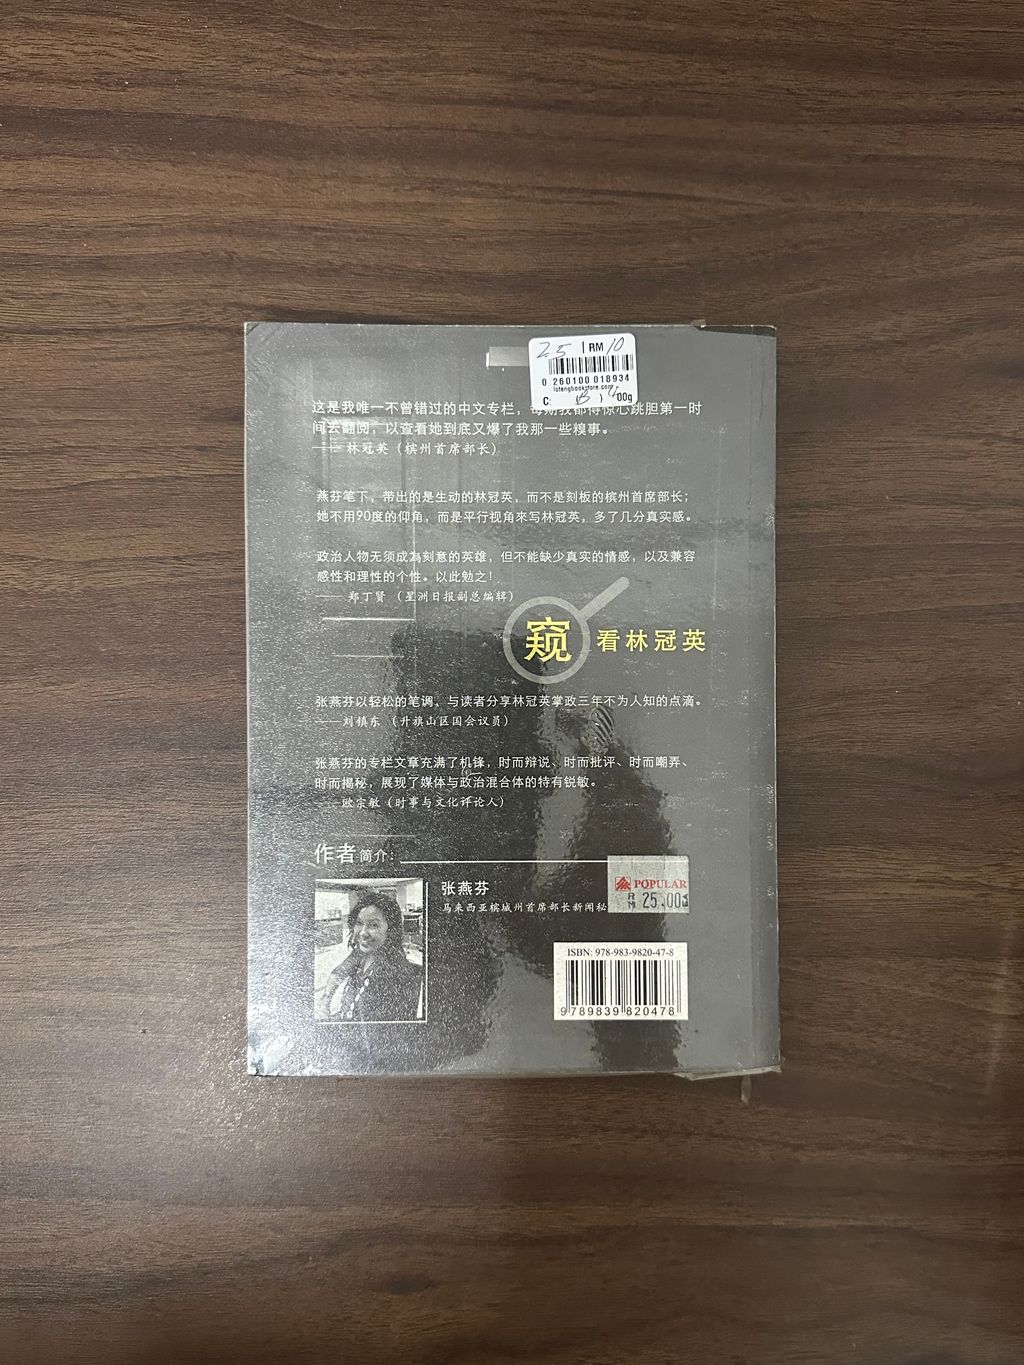 25 | RM 10
0 260100 018934
lotengbookstore.com
C: 00g
这是我唯一不曾错过的中文专栏，每期我都得惊心跳胆第一时
间去翻阅，以查看她到底又爆了我那一些糗事。
—— 林冠英（槟州首席部长）
燕芬笔下，带出的是生动的林冠英，而不是刻板的槟州首席部长；
她不用90度的仰角，而是平行视角來写林冠英，多了几分真实感。
政治人物无须成為刻意的英雄，但不能缺少真实的情感，以及兼容
感性和理性的个性。以此勉之！
—— 郑丁贤 （星洲日报副总编辑）
窥看林冠英
张燕芬以轻松的笔调，与读者分享林冠英掌政三年不为人知的点滴。
——刘镇东 （升旗山区国会议员）
张燕芬的专栏文章充满了机锋，时而辩说、时而批评、时而嘲弄、
时而揭秘，展现了媒体与政治混合体的特有锐敏。
——欧宗敏（时事与文化评论人）
作者简介：
张燕芬
马来西亚槟城州首席部长新闻秘
POPULAR
RM 25.00
ISBN: 978-983-9820-47-8
9 789839 820478